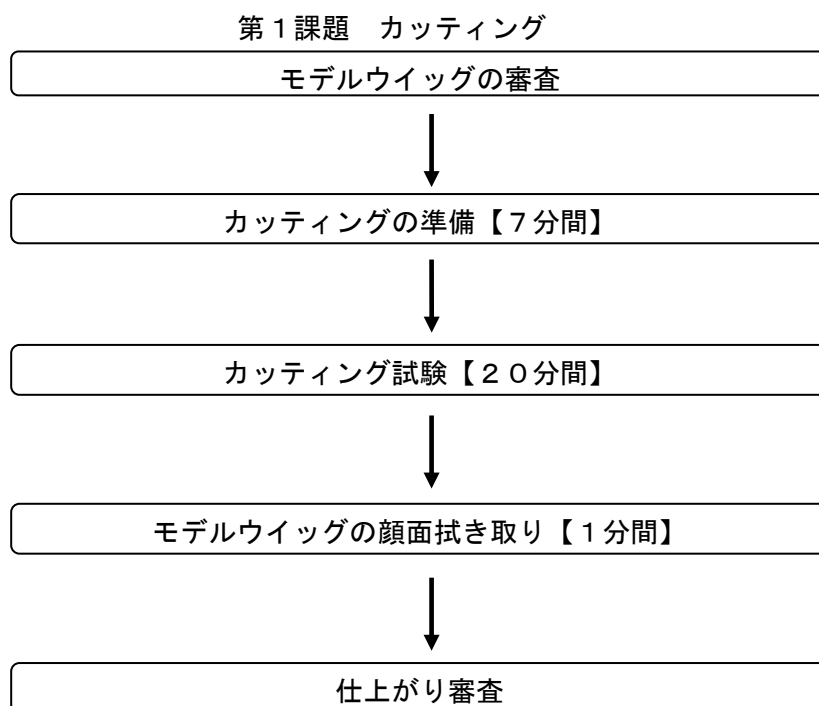 第１課題　カッティング
モデルウイッグの審査
カッティングの準備【７分間】
カッティング試験【２０分間】
モデルウイッグの顔面拭き取り【１分間】
仕上がり審査